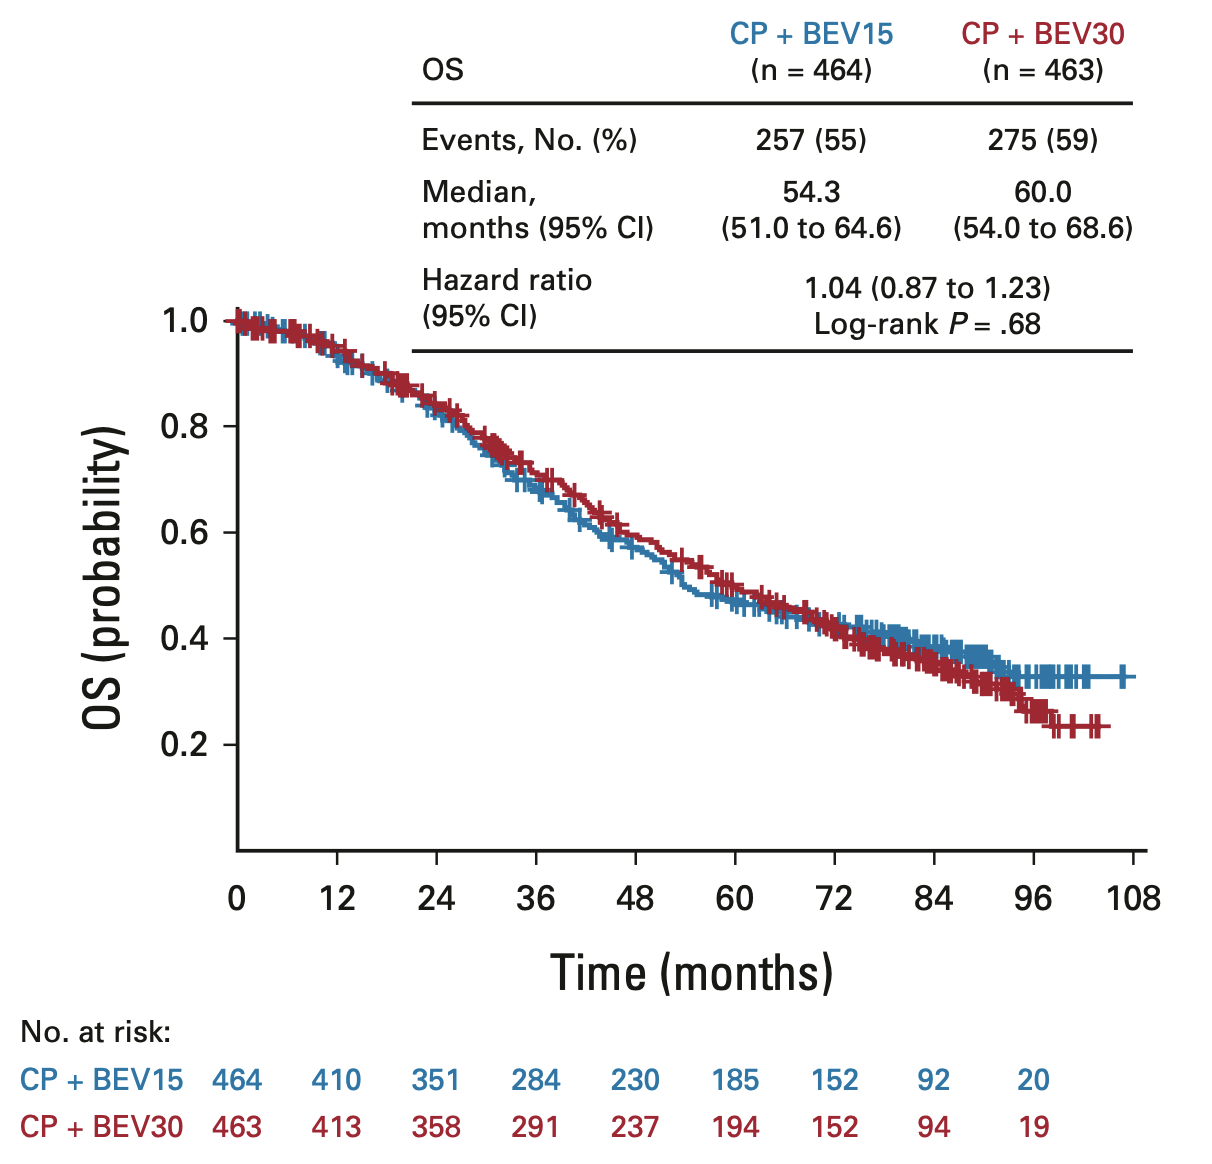 CP + BEV15 CP + BEV30
OS (n = 464) (n = 463)
Events, No. (%) 257 (55) 275 (59)
Median, 54.3 60.0
months (95% CI) (51.0 to 64.6) (54.0 to 68.6)
Hazard ratio 1.04 (0.87 to 1.23)
(95% CI) Log-rank P = .68
1.0
0.8
0.6
0.4
0.2
OS (probability)
0 12 24 36 48 60 72 84 96 108
Time (months)
No. at risk:
CP + BEV15 464 410 351 284 230 185 152 92 20
CP + BEV30 463 413 358 291 237 194 152 94 19